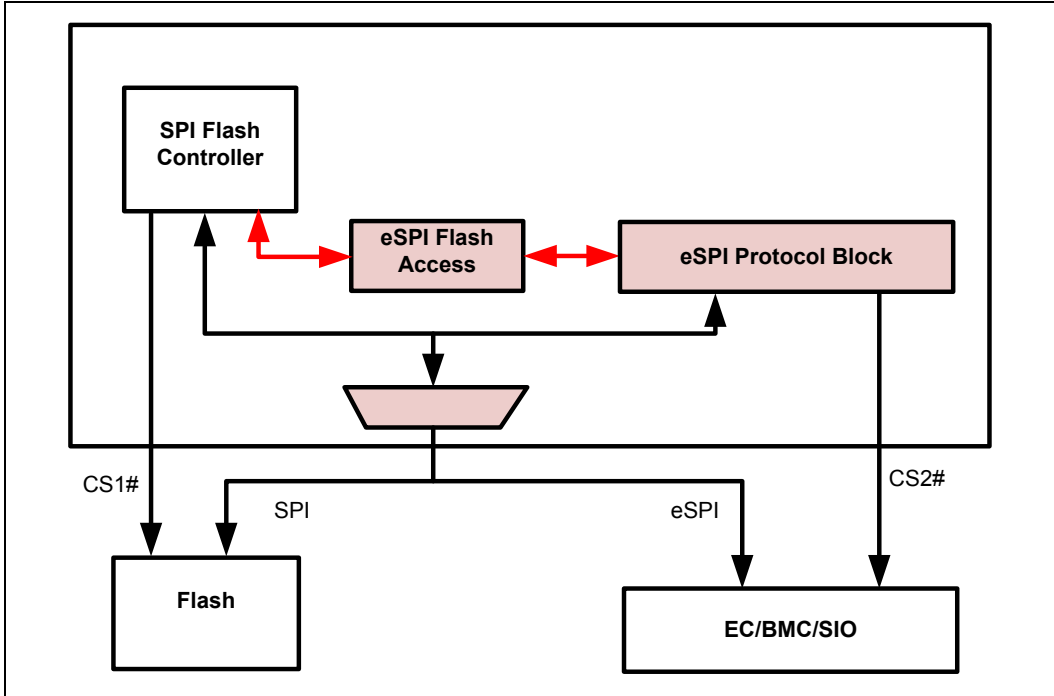 SPI Flash
Controller
eSPI Flash
Access
eSPI Protocol Block
CS1#
CS2#
SPI
eSPI
Flash
EC/BMC/SIO